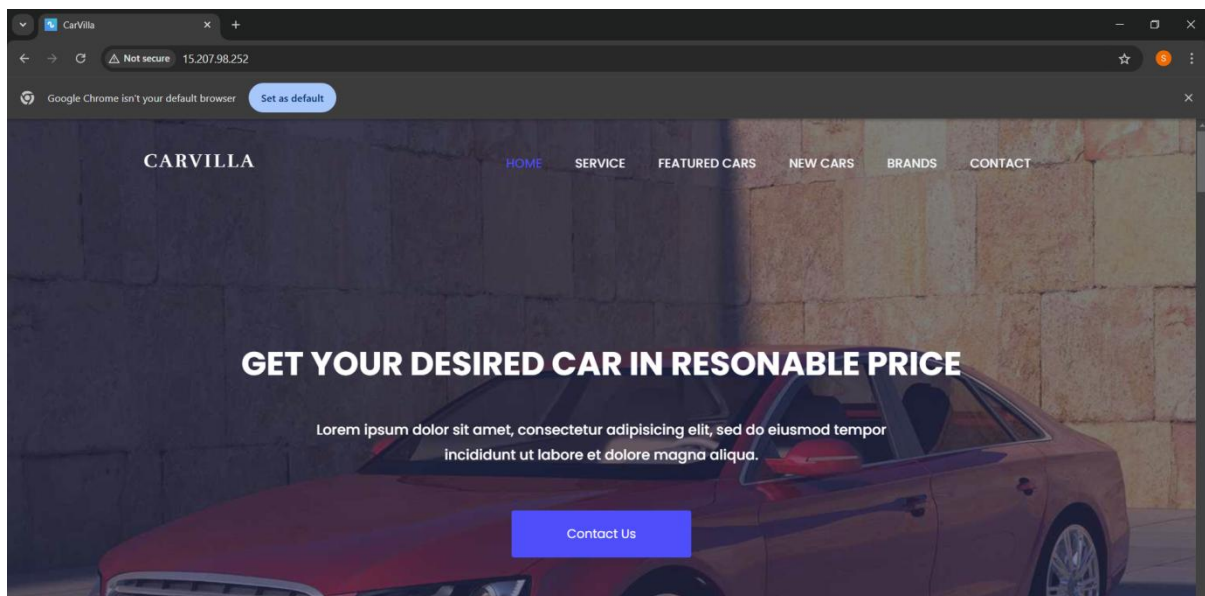 CarVilla
Not secure 15.207.98.252
S
Google Chrome isn't your default browser Set as default
CARVILLA HOME SERVICE FEATURED CARS NEW CARS BRANDS CONTACT
GET YOUR DESIRED CAR IN RESONABLE PRICE
Lorem ipsum dolor sit amet, consectetur adipisicing elit, sed do eiusmod tempor
incididunt ut labore et dolore magna aliqua.
Contact Us